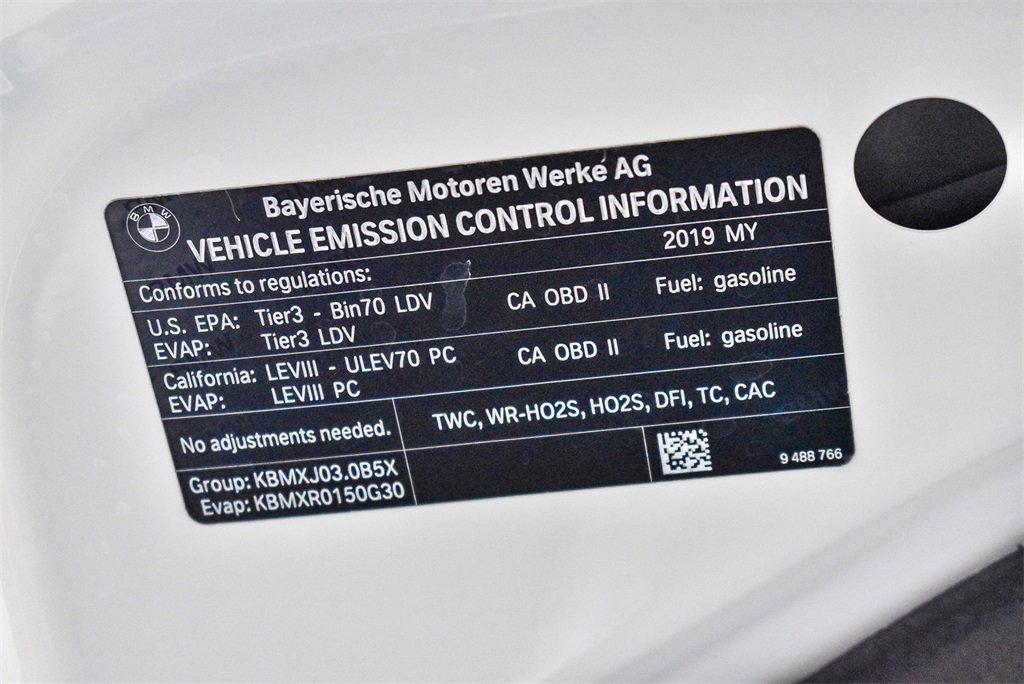 BMW
Bayerische Motoren Werke AG
VEHICLE EMISSION CONTROL INFORMATION
Conforms to regulations: 2019 MY
U.S. EPA: Tier3 - Bin70 LDV CA OBD II Fuel: gasoline
EVAP: Tier3 LDV
California: LEVIII - ULEV70 PC CA OBD II Fuel: gasoline
EVAP: LEVIII PC
No adjustments needed. TWC, WR-HO2S, HO2S, DFI, TC, CAC
Group: KBMXJ03.0B5X
Evap: KBMXR0150G30
9 488 766